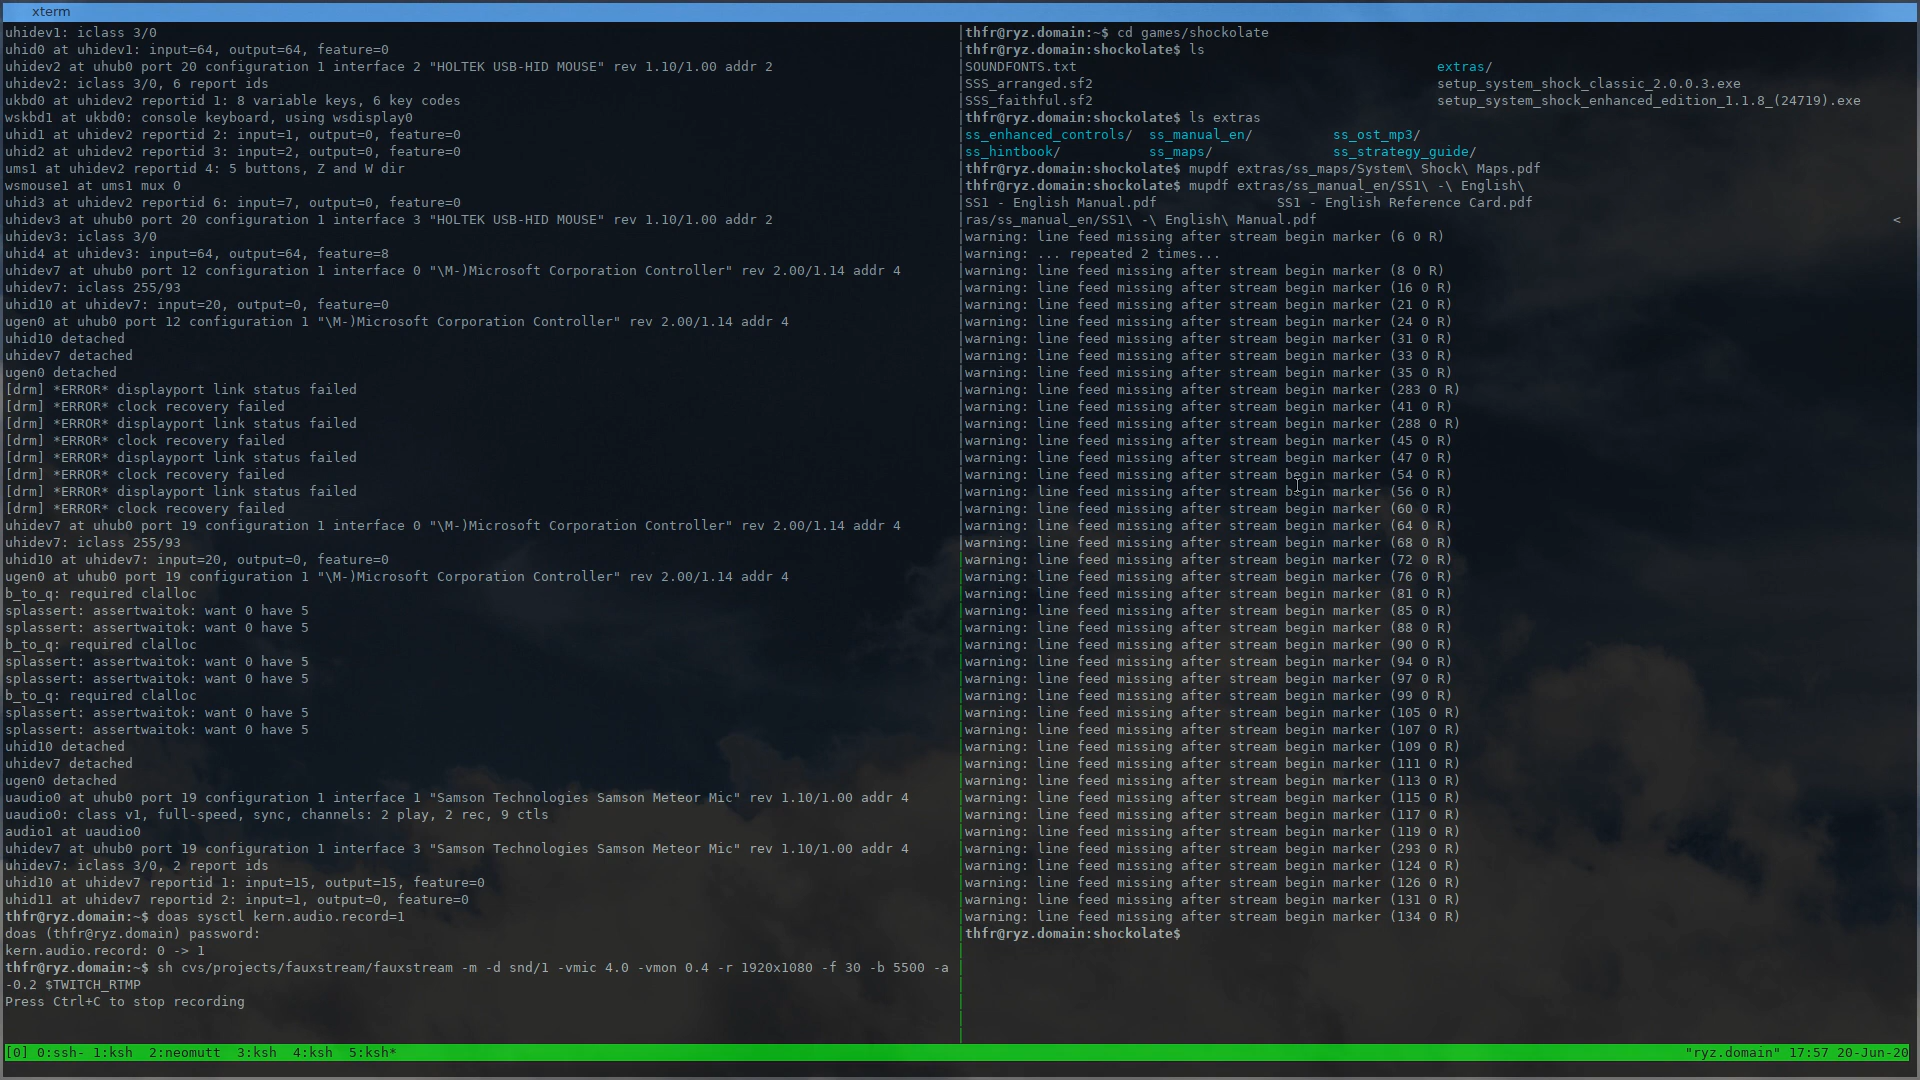 xterm
uhidev1: iclass 3/0
uhid0 at uhidev1: input=64, output=64, feature=0
uhidev2 at uhub0 port 20 configuration 1 interface 2 "HOLTEK USB-HID MOUSE" rev 1.10/1.00 addr 2
uhidev2: iclass 3/0, 6 report ids
ukbd0 at uhidev2 reportid 1: 8 variable keys, 6 key codes
wskbd1 at ukbd0: console keyboard, using wsdisplay0
uhid1 at uhidev2 reportid 2: input=1, output=0, feature=0
uhid2 at uhidev2 reportid 3: input=2, output=0, feature=0
ums1 at uhidev2 reportid 4: 5 buttons, Z and W dir
wsmouse1 at ums1 mux 0
uhid3 at uhidev2 reportid 6: input=7, output=0, feature=0
uhidev3 at uhub0 port 20 configuration 1 interface 3 "HOLTEK USB-HID MOUSE" rev 1.10/1.00 addr 2
uhidev3: iclass 3/0
uhid4 at uhidev3: input=64, output=64, feature=8
uhidev7 at uhub0 port 12 configuration 1 interface 0 "\M-)Microsoft Corporation Controller" rev 2.00/1.14 addr 4
uhidev7: iclass 255/93
uhid10 at uhidev7: input=20, output=0, feature=0
ugen0 at uhub0 port 12 configuration 1 "\M-)Microsoft Corporation Controller" rev 2.00/1.14 addr 4
uhid10 detached
uhidev7 detached
ugen0 detached
[drm] *ERROR* displayport link status failed
[drm] *ERROR* clock recovery failed
[drm] *ERROR* displayport link status failed
[drm] *ERROR* clock recovery failed
[drm] *ERROR* displayport link status failed
[drm] *ERROR* clock recovery failed
[drm] *ERROR* displayport link status failed
[drm] *ERROR* clock recovery failed
uhidev7 at uhub0 port 19 configuration 1 interface 0 "\M-)Microsoft Corporation Controller" rev 2.00/1.14 addr 4
uhidev7: iclass 255/93
uhid10 at uhidev7: input=20, output=0, feature=0
ugen0 at uhub0 port 19 configuration 1 "\M-)Microsoft Corporation Controller" rev 2.00/1.14 addr 4
b_to_q: required clalloc
splassert: assertwaitok: want 0 have 5
splassert: assertwaitok: want 0 have 5
b_to_q: required clalloc
splassert: assertwaitok: want 0 have 5
splassert: assertwaitok: want 0 have 5
b_to_q: required clalloc
splassert: assertwaitok: want 0 have 5
splassert: assertwaitok: want 0 have 5
uhid10 detached
uhidev7 detached
ugen0 detached
uaudio0 at uhub0 port 19 configuration 1 interface 1 "Samson Technologies Samson Meteor Mic" rev 1.10/1.00 addr 4
uaudio0: class v1, full-speed, sync, channels: 2 play, 2 rec, 9 ctls
audio1 at uaudio0
uhidev7 at uhub0 port 19 configuration 1 interface 3 "Samson Technologies Samson Meteor Mic" rev 1.10/1.00 addr 4
uhidev7: iclass 3/0, 2 report ids
uhid10 at uhidev7 reportid 1: input=15, output=15, feature=0
uhid11 at uhidev7 reportid 2: input=1, output=0, feature=0
thfr@ryz.domain:~$ doas sysctl kern.audio.record=1
doas (thfr@ryz.domain) password:
kern.audio.record: 0 -> 1
thfr@ryz.domain:~$ sh cvs/projects/fauxstream/fauxstream -m -d snd/1 -vmic 4.0 -vmon 0.4 -r 1920x1080 -f 30 -b 5500 -a
-0.2 $TWITCH_RTMP
Press Ctrl+C to stop recording
thfr@ryz.domain:~$ cd games/shockolate
thfr@ryz.domain:shockolate$ ls
SOUNDFONTS.txt extras/
SSS_arranged.sf2 setup_system_shock_classic_2.0.0.3.exe
SSS_faithful.sf2 setup_system_shock_enhanced_edition_1.1.8_(24719).exe
thfr@ryz.domain:shockolate$ ls extras
ss_enhanced_controls/ ss_manual_en/ ss_ost_mp3/
ss_hintbook/ ss_maps/ ss_strategy_guide/
thfr@ryz.domain:shockolate$ mupdf extras/ss_maps/System\ Shock\ Maps.pdf
thfr@ryz.domain:shockolate$ mupdf extras/ss_manual_en/SS1\ -\ English\
SS1 - English Manual.pdf SS1 - English Reference Card.pdf
ras/ss_manual_en/SS1\ -\ English\ Manual.pdf <
warning: line feed missing after stream begin marker (6 0 R)
warning: ... repeated 2 times...
warning: line feed missing after stream begin marker (8 0 R)
warning: line feed missing after stream begin marker (16 0 R)
warning: line feed missing after stream begin marker (21 0 R)
warning: line feed missing after stream begin marker (24 0 R)
warning: line feed missing after stream begin marker (31 0 R)
warning: line feed missing after stream begin marker (33 0 R)
warning: line feed missing after stream begin marker (35 0 R)
warning: line feed missing after stream begin marker (283 0 R)
warning: line feed missing after stream begin marker (41 0 R)
warning: line feed missing after stream begin marker (288 0 R)
warning: line feed missing after stream begin marker (45 0 R)
warning: line feed missing after stream begin marker (47 0 R)
warning: line feed missing after stream begin marker (54 0 R)
warning: line feed missing after stream begin marker (56 0 R)
warning: line feed missing after stream begin marker (60 0 R)
warning: line feed missing after stream begin marker (64 0 R)
warning: line feed missing after stream begin marker (68 0 R)
warning: line feed missing after stream begin marker (72 0 R)
warning: line feed missing after stream begin marker (76 0 R)
warning: line feed missing after stream begin marker (81 0 R)
warning: line feed missing after stream begin marker (85 0 R)
warning: line feed missing after stream begin marker (88 0 R)
warning: line feed missing after stream begin marker (90 0 R)
warning: line feed missing after stream begin marker (94 0 R)
warning: line feed missing after stream begin marker (97 0 R)
warning: line feed missing after stream begin marker (99 0 R)
warning: line feed missing after stream begin marker (105 0 R)
warning: line feed missing after stream begin marker (107 0 R)
warning: line feed missing after stream begin marker (109 0 R)
warning: line feed missing after stream begin marker (111 0 R)
warning: line feed missing after stream begin marker (113 0 R)
warning: line feed missing after stream begin marker (115 0 R)
warning: line feed missing after stream begin marker (117 0 R)
warning: line feed missing after stream begin marker (119 0 R)
warning: line feed missing after stream begin marker (293 0 R)
warning: line feed missing after stream begin marker (124 0 R)
warning: line feed missing after stream begin marker (126 0 R)
warning: line feed missing after stream begin marker (131 0 R)
warning: line feed missing after stream begin marker (134 0 R)
thfr@ryz.domain:shockolate$
[0] 0:ssh- 1:ksh 2:neomutt 3:ksh 4:ksh 5:ksh* "ryz.domain" 17:57 20-Jun-20